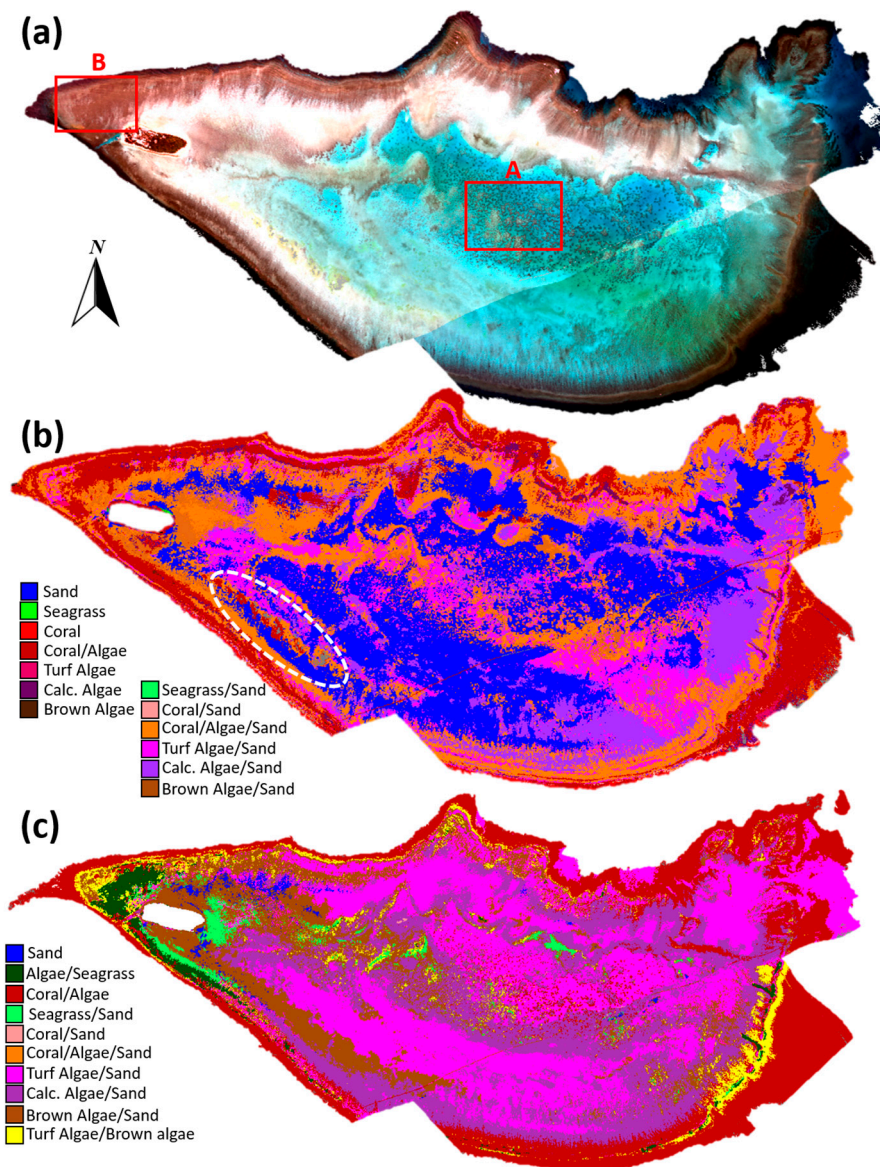 (a)
B
A
N
(b)
Sand
Seagrass
Coral
Coral/Algae
Turf Algae
Calc. Algae
Brown Algae
Seagrass/Sand
Coral/Sand
Coral/Algae/Sand
Turf Algae/Sand
Calc. Algae/Sand
Brown Algae/Sand
(c)
Sand
Algae/Seagrass
Coral/Algae
Seagrass/Sand
Coral/Sand
Coral/Algae/Sand
Turf Algae/Sand
Calc. Algae/Sand
Brown Algae/Sand
Turf Algae/Brown algae